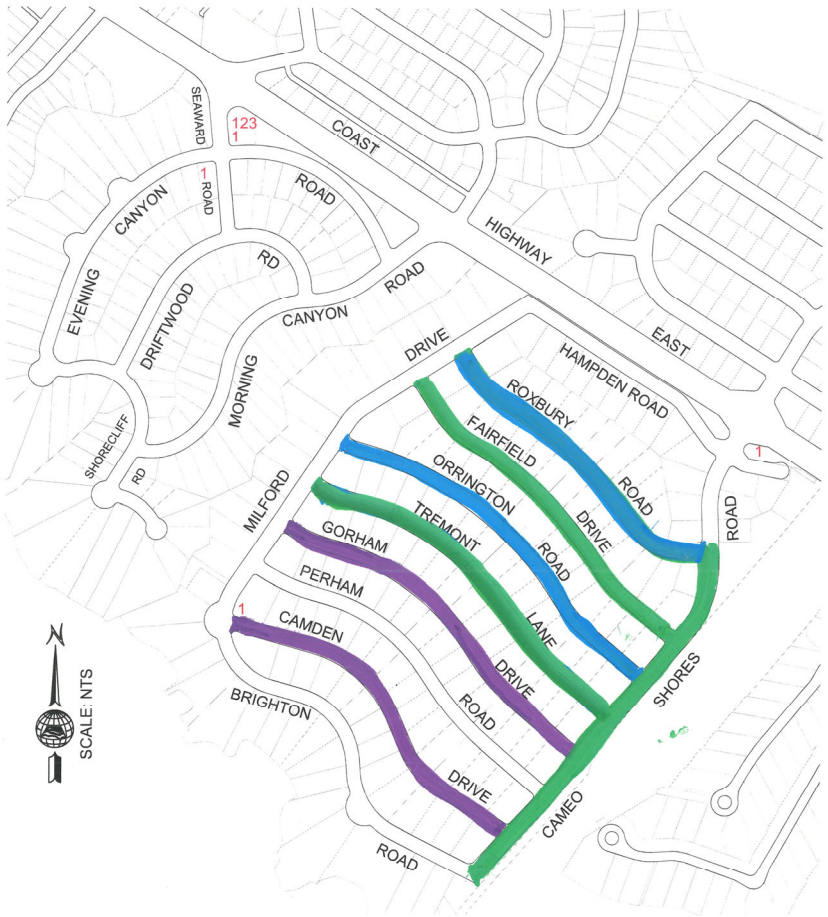 SEAWARD
ROAD
123
1
1
COAST
HIGHWAY
EAST
EVENING
CANYON
ROAD
DRIFTWOOD
RD
MORNING
CANYON
ROAD
SHORECLIFF
RD
MILFORD
DRIVE
HAMPDEN ROAD
ROXBURY
ROAD
FAIRFIELD
DRIVE
ORRINGTON
ROAD
TREMONT
LANE
GORHAM
DRIVE
PERHAM
ROAD
1
CAMDEN
DRIVE
BRIGHTON
ROAD
CAMEO
SHORES
ROAD
1
N
SCALE: NTS